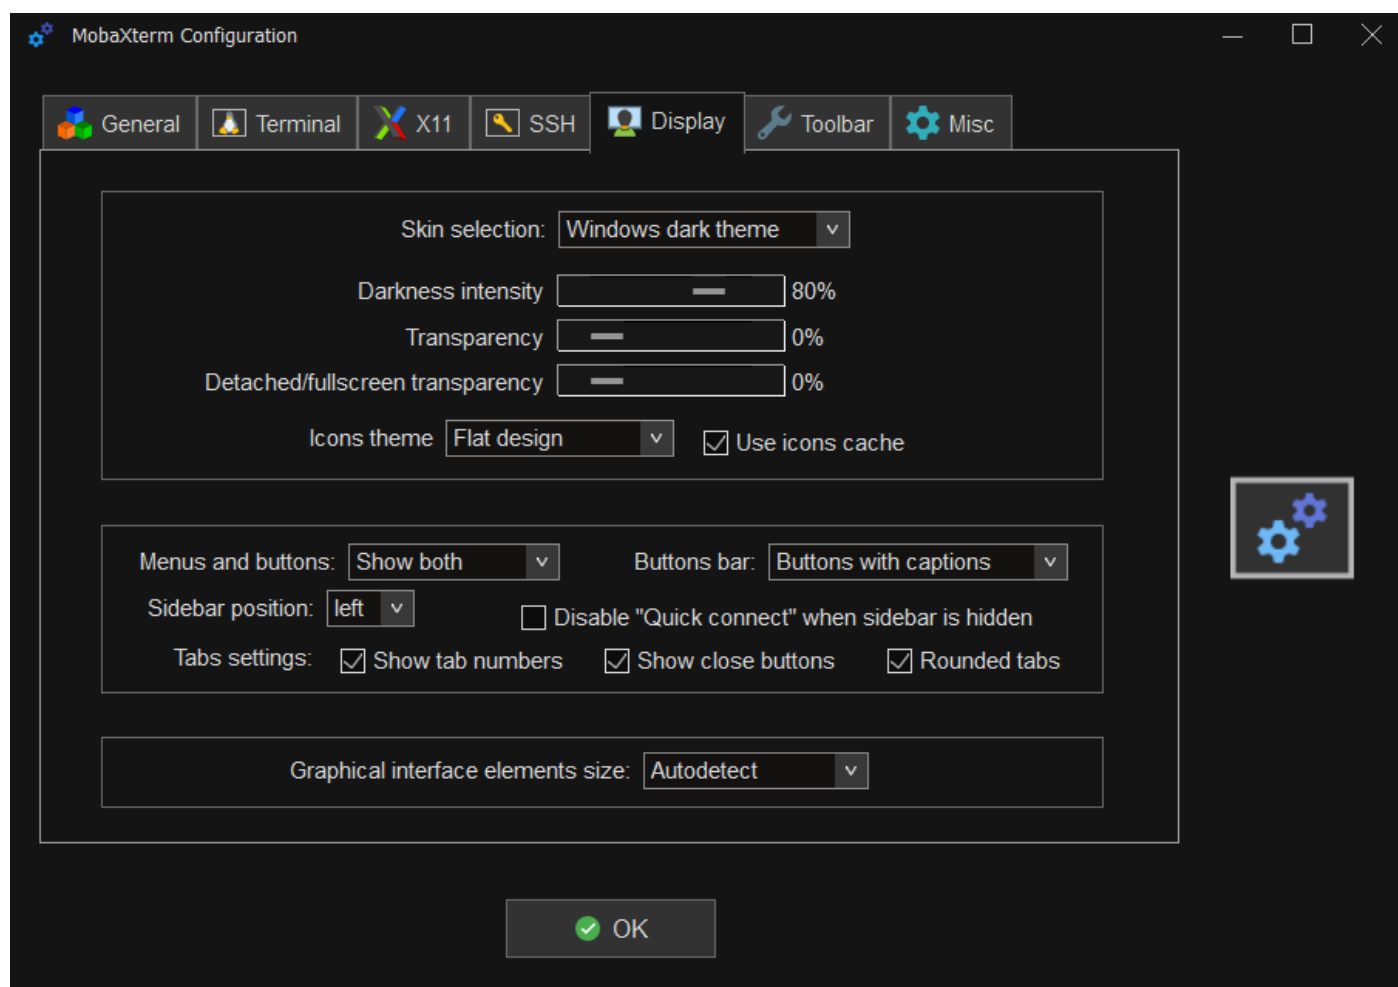 MobaXterm Configuration
General Terminal X11 SSH Display Toolbar Misc
Skin selection: Windows dark theme
Darkness intensity 80%
Transparency 0%
Detached/fullscreen transparency 0%
Icons theme Flat design Use icons cache
Menus and buttons: Show both Buttons bar: Buttons with captions
Sidebar position: left Disable "Quick connect" when sidebar is hidden
Tabs settings: Show tab numbers Show close buttons Rounded tabs
Graphical interface elements size: Autodetect
OK